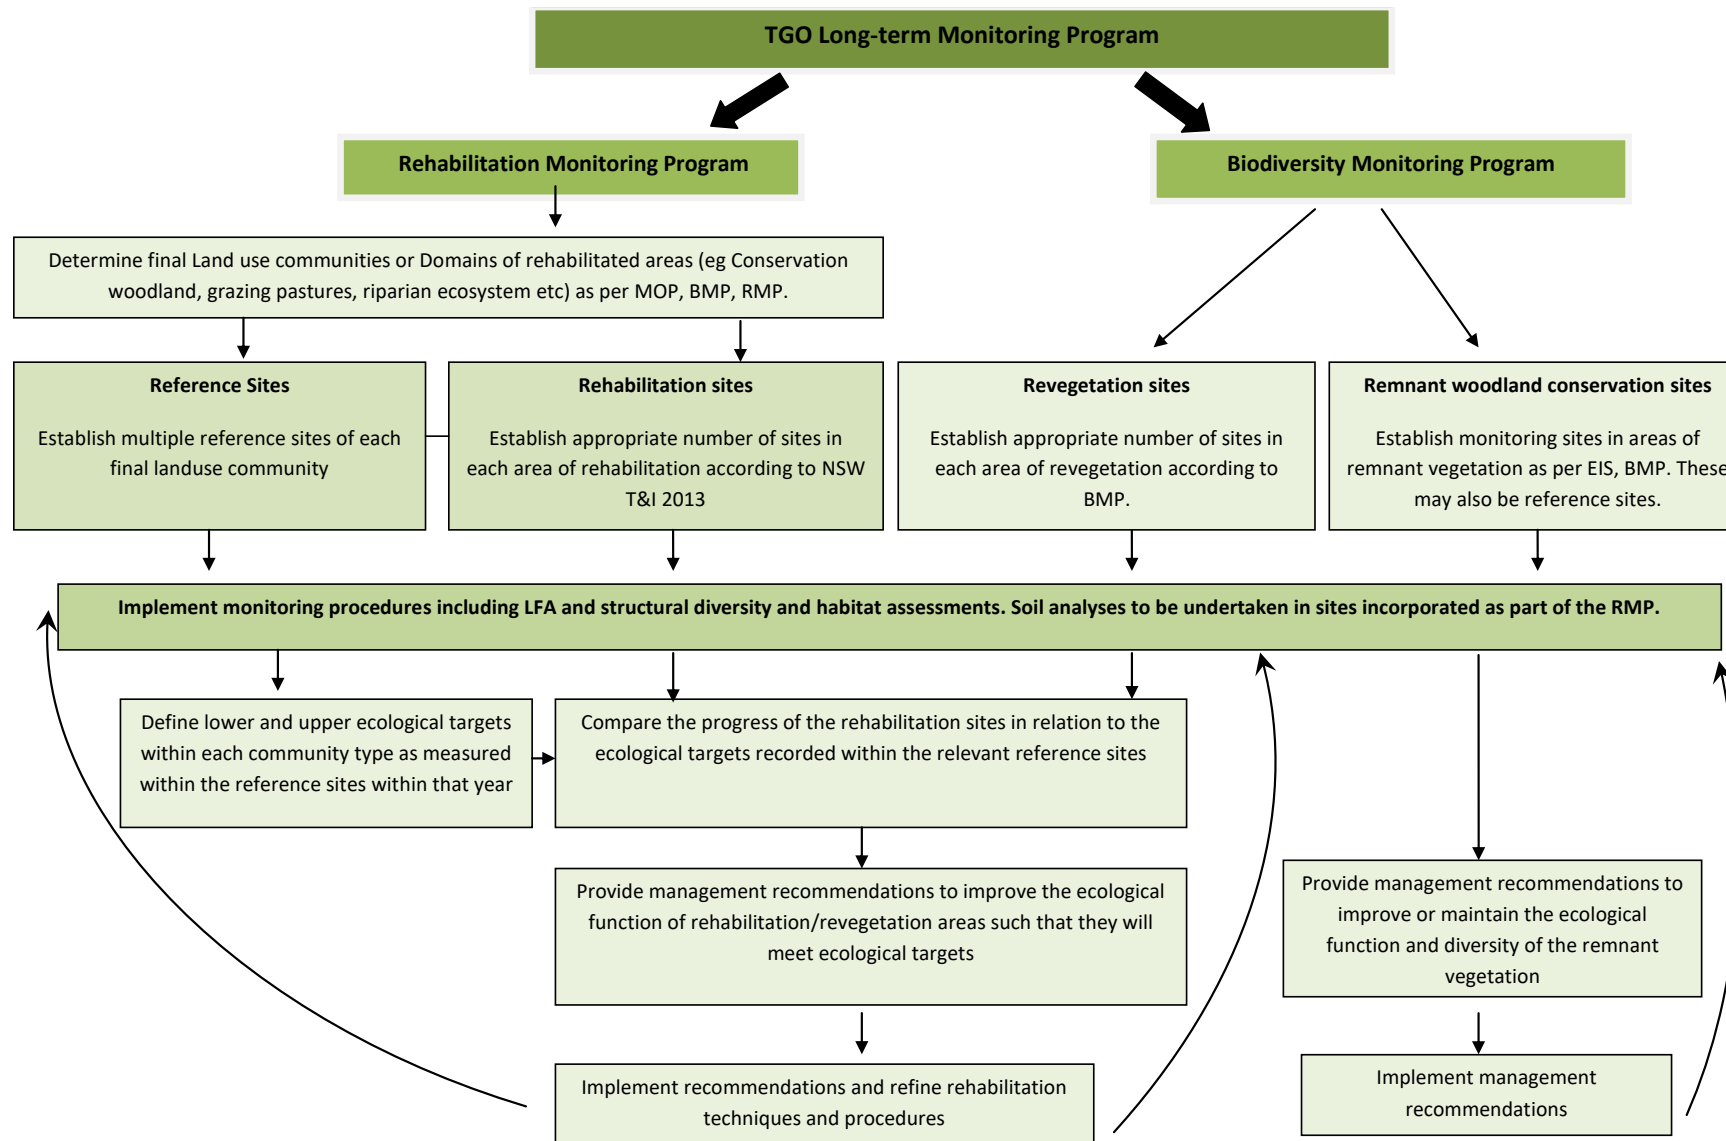 TGO Long-term Monitoring Program
Rehabilitation Monitoring Program
Biodiversity Monitoring Program
Determine final Land use communities or Domains of rehabilitated areas (eg Conservation
woodland, grazing pastures, riparian ecosystem etc) as per MOP, BMP, RMP.
Reference Sites
Establish multiple reference sites of each
final landuse community
Rehabilitation sites
Establish appropriate number of sites in
each area of rehabilitation according to NSW
T&I 2013
Revegetation sites
Establish appropriate number of sites in
each area of revegetation according to
BMP.
Remnant woodland conservation sites
Establish monitoring sites in areas of
remnant vegetation as per EIS, BMP. These
may also be reference sites.
Implement monitoring procedures including LFA and structural diversity and habitat assessments. Soil analyses to be undertaken in sites incorporated as part of the RMP.
Define lower and upper ecological targets
within each community type as measured
within the reference sites within that year
Compare the progress of the rehabilitation sites in relation to the
ecological targets recorded within the relevant reference sites
Provide management recommendations to improve the ecological
function of rehabilitation/revegetation areas such that they will
meet ecological targets
Provide management recommendations to
improve or maintain the ecological
function and diversity of the remnant
vegetation
Implement recommendations and refine rehabilitation
techniques and procedures
Implement management
recommendations